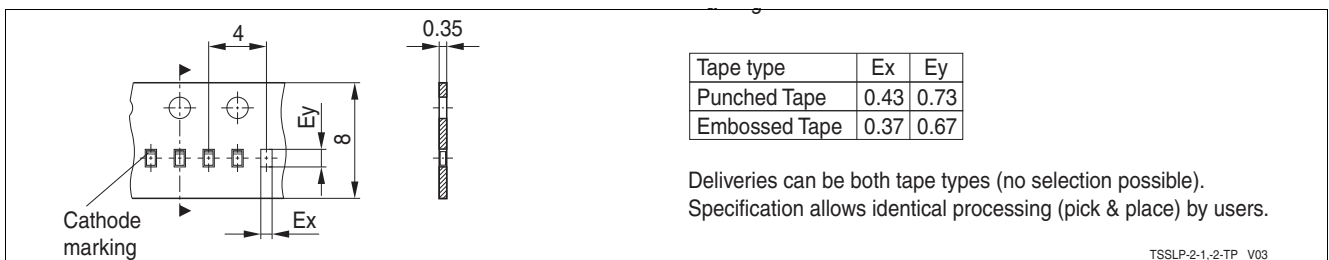 4
0.35
Ey
8
Ex
Cathode
marking
Tape type Ex Ey
Punched Tape 0.43 0.73
Embossed Tape 0.37 0.67
Deliveries can be both tape types (no selection possible).
Specification allows identical processing (pick & place) by users.
TSSLP-2-1,-2-TP V03